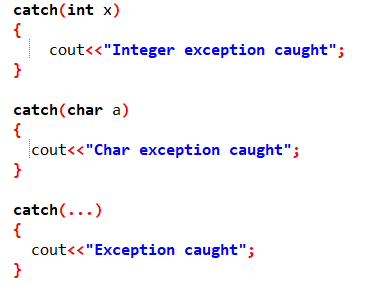 catch(int x)
{
cout<<"Integer exception caught";
}
catch(char a)
{
cout<<"Char exception caught";
}
catch(...)
{
cout<<"Exception caught";
}